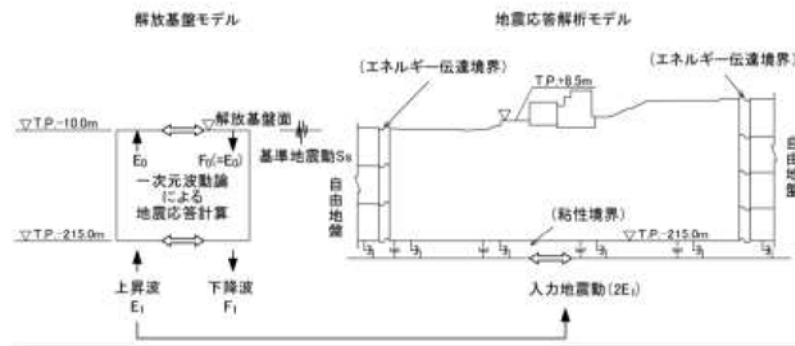 解放基盤モデル
地震応答解析モデル
(エネルギー伝達境界)
(エネルギー伝達境界)
T.P.+8.5m
▽T.P.-10.0m
▽解放基盤面
E₀
F₀(=E₀)
基準地震動Ss
一次元波動論
による
地震応答計算
自由地盤
自由地盤
(粘性境界)
▽T.P.-215.0m
▽T.P.-215.0m
上昇波
E₁
下降波
F₁
入力地震動(2E₁)